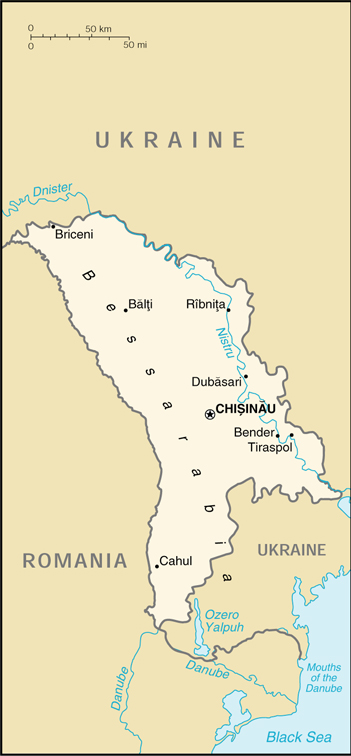 0 50 km
0 50 mi
UKRAINE
Dnister
Briceni
Bălţi
Rîbniţa
Nistru
Bessarabia
Dubăsari
CHIŞINĂU
Bender
Tiraspol
ROMANIA
UKRAINE
Cahul
Ozero
Yalpuh
Danube
Danube
Mouths
of the
Danube
Black Sea